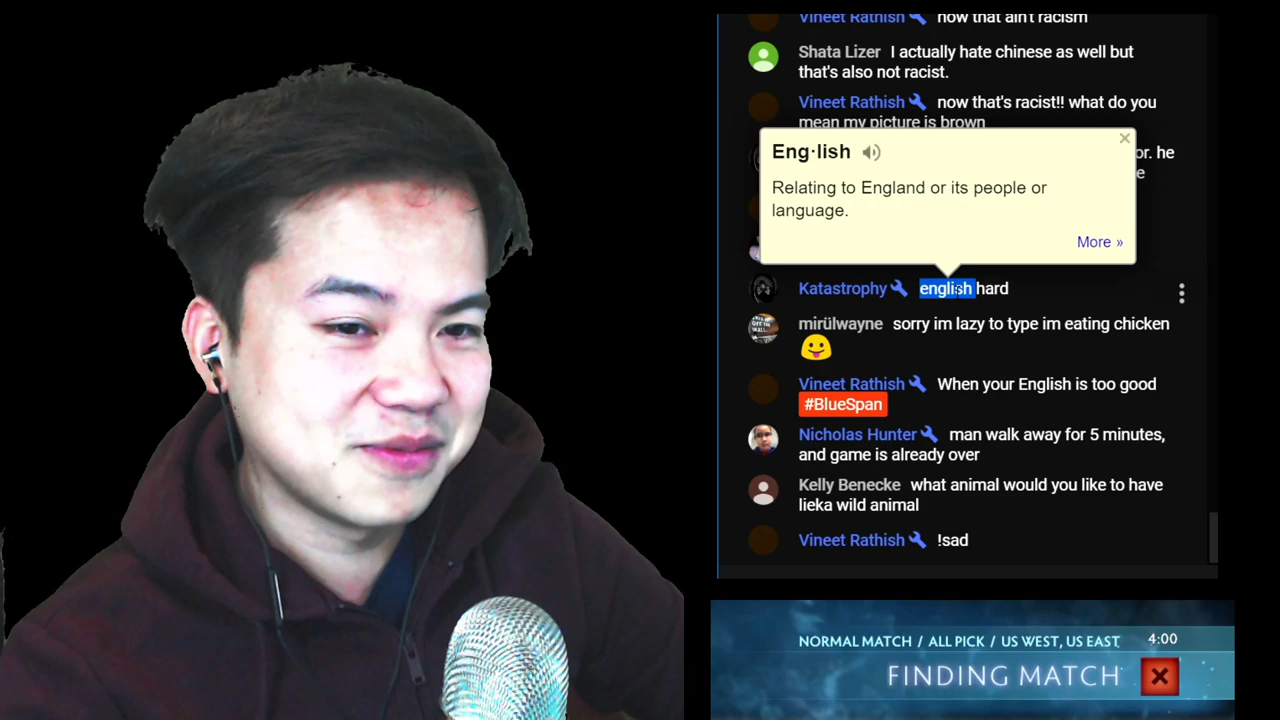 Vineet Rathish now that ain't racism
Shata Lizer I actually hate chinese as well but
that's also not racist.
Vineet Rathish now that's racist!! what do you
mean my picture is brown
or. he
e
Eng·lish
Relating to England or its people or
language.
More »
Katastrophy english hard
mirülwayne sorry im lazy to type im eating chicken
Vineet Rathish When your English is too good
#BlueSpan
Nicholas Hunter man walk away for 5 minutes,
and game is already over
Kelly Benecke what animal would you like to have
lieka wild animal
Vineet Rathish !sad
NORMAL MATCH / ALL PICK / US WEST, US EAST 4:00
FINDING MATCH